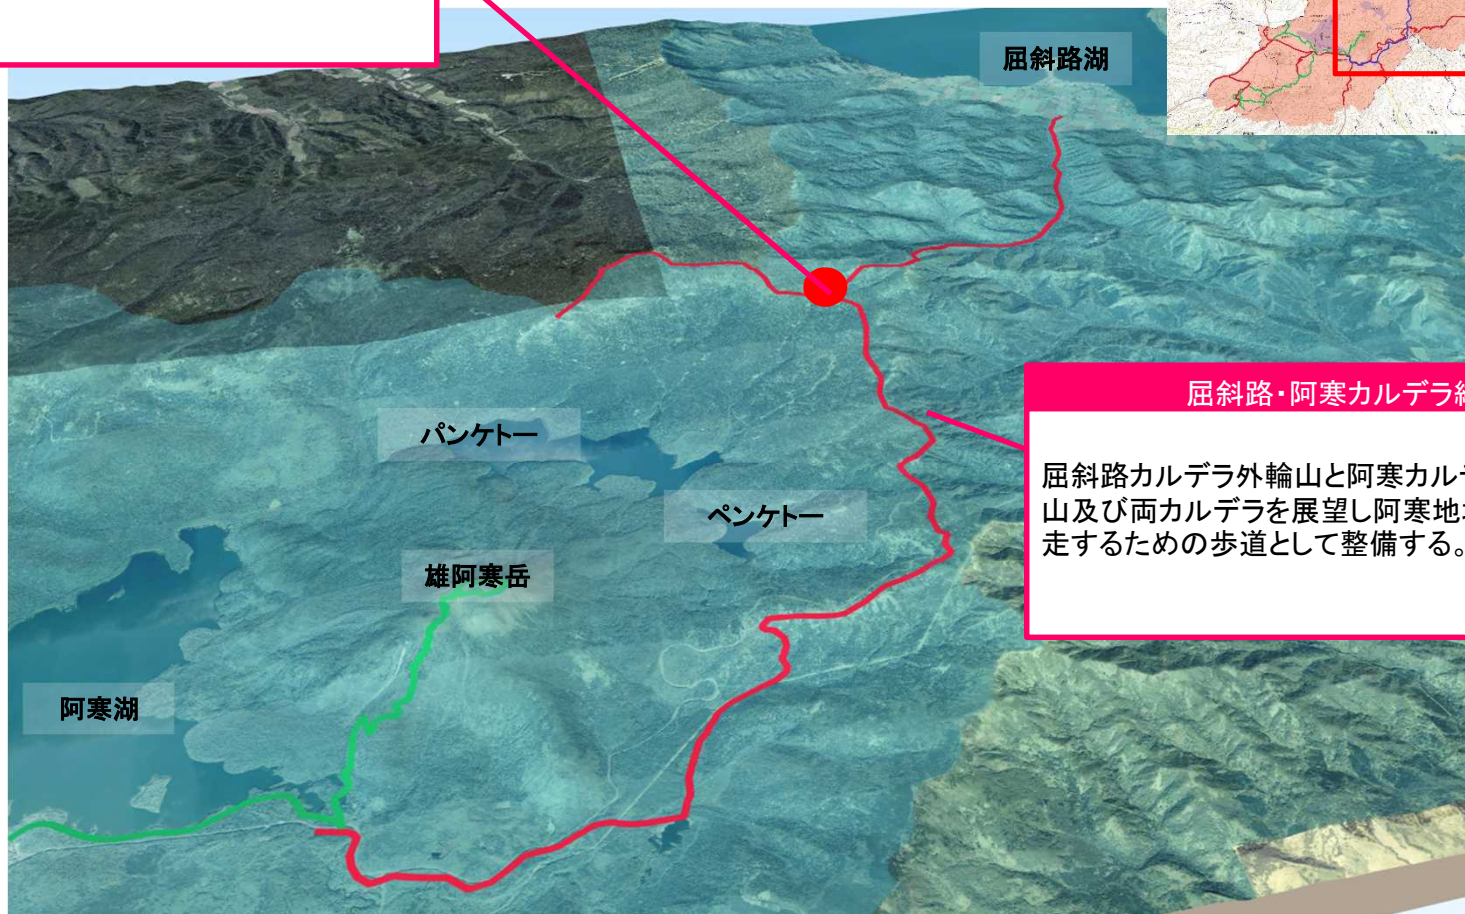 屈斜路湖
パンケトー
ペンケトー
雄阿寒岳
阿寒湖
屈斜路・阿寒カルデラ
屈斜路カルデラ外輪山と阿寒カル
山及び両カルデラを展望し阿寒地
走するための歩道として整備する。